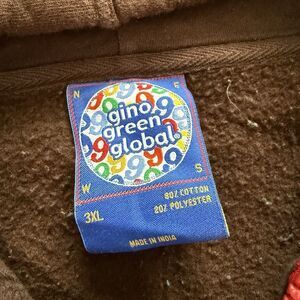 N E
gino
green
global®
W S
3XL
80% COTTON
20% POLYESTER
MADE IN INDIA